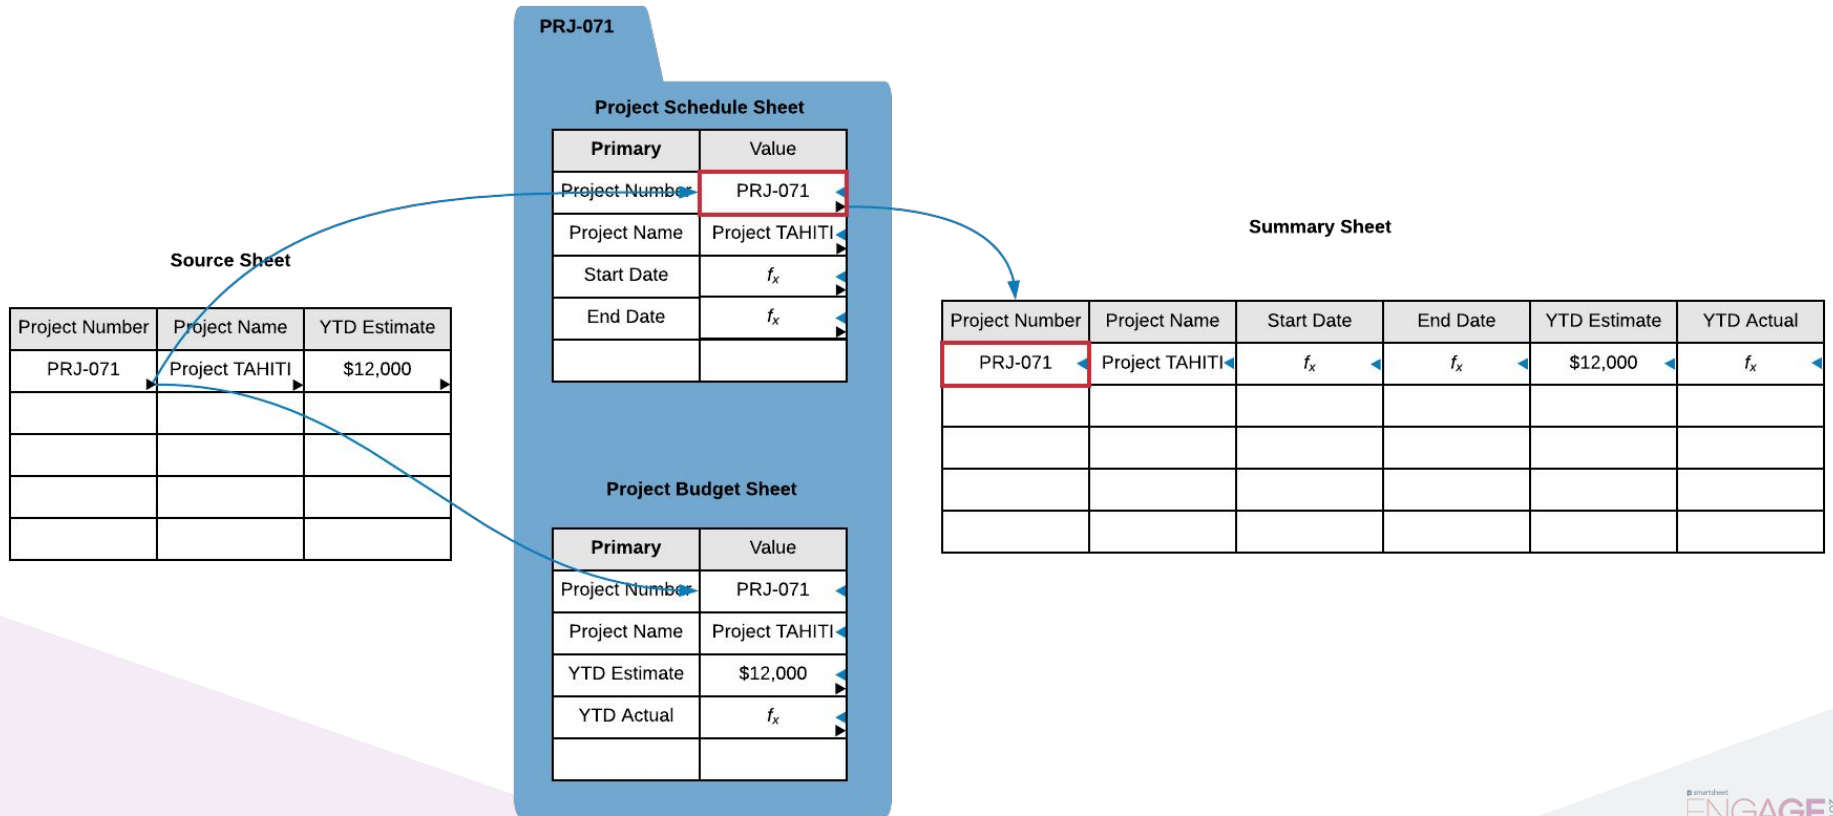 PRJ-071
Project Schedule Sheet
Primary Value
Project Number PRJ-071
Project Name Project TAHITI
Start Date fx
End Date fx
Source Sheet
Project Number Project Name YTD Estimate
PRJ-071 Project TAHITI $12,000
Project Budget Sheet
Primary Value
Project Number PRJ-071
Project Name Project TAHITI
YTD Estimate $12,000
YTD Actual fx
Summary Sheet
Project Number Project Name Start Date End Date YTD Estimate YTD Actual
PRJ-071 Project TAHITI fx fx $12,000 fx
smartsheet
ENGAGE